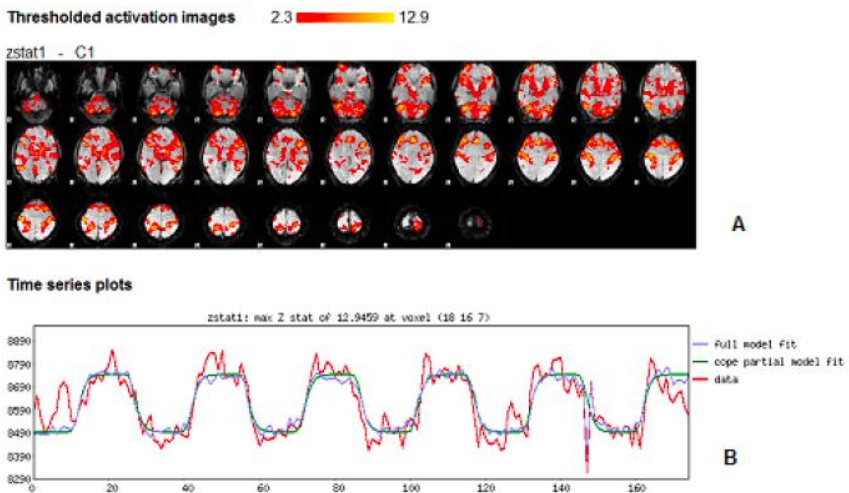 Thresholded activation images 2.3 12.9
zstat1 - C1
A
Time series plots
zstat1: max Z stat of 12.9459 at voxel (18 16 7)
8890
8790
8690
8590
8490
8390
8290
0 20 40 60 80 100 120 140 160
full model fit
cope partial model fit
data
B